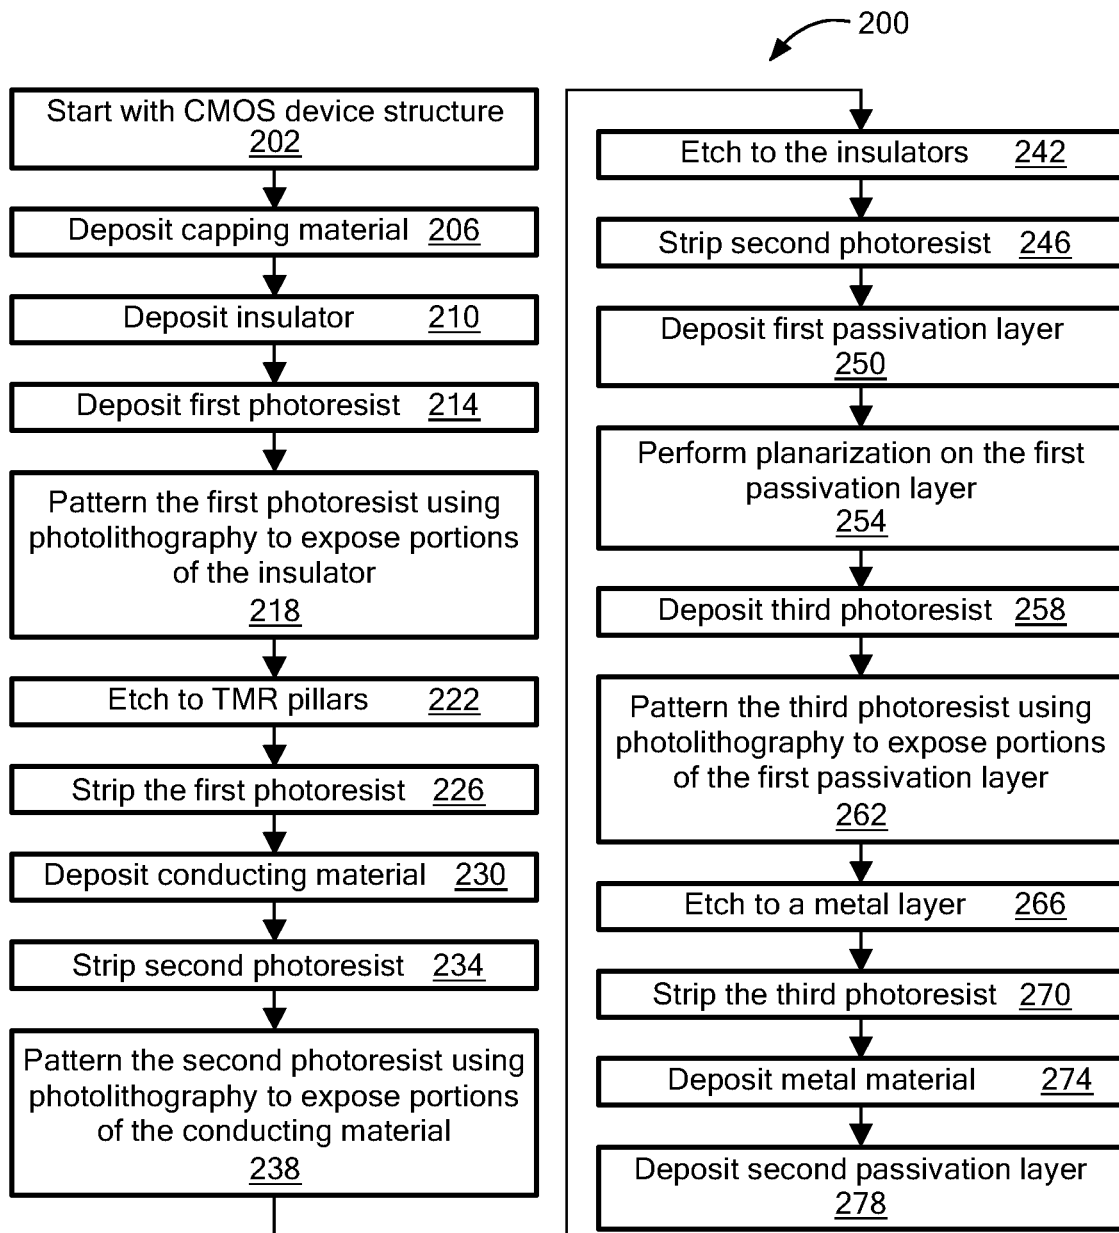 200
Start with CMOS device structure
202
Deposit capping material 206
Deposit insulator 210
Deposit first photoresist 214
Pattern the first photoresist using
photolithography to expose portions
of the insulator
218
Etch to TMR pillars 222
Strip the first photoresist 226
Deposit conducting material 230
Strip second photoresist 234
Pattern the second photoresist using
photolithography to expose portions
of the conducting material
238
Etch to the insulators 242
Strip second photoresist 246
Deposit first passivation layer
250
Perform planarization on the first
passivation layer
254
Deposit third photoresist 258
Pattern the third photoresist using
photolithography to expose portions
of the first passivation layer
262
Etch to a metal layer 266
Strip the third photoresist 270
Deposit metal material 274
Deposit second passivation layer
278